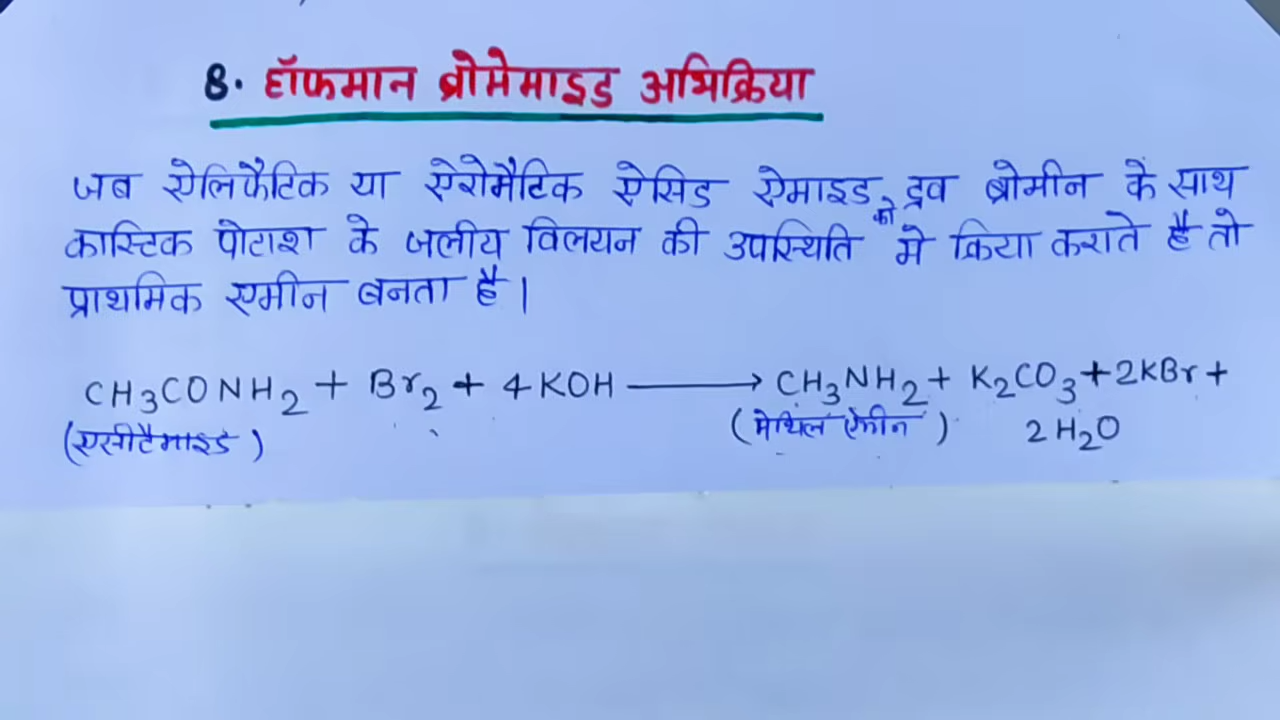 8. हॉफमान ब्रोमेमाइड अभिक्रिया
जब ऐलिफैटिक या ऐरोमैटिक ऐसिड ऐमाइड को द्रव ब्रोमीन के साथ
कास्टिक पोटाश के जलीय विलयन की उपस्थिति मे क्रिया कराते है तो
प्राथमिक एमीन बनता है।
CH₃CONH₂ + Br₂ + 4KOH ⟶ CH₃NH₂ + K₂CO₃ + 2KBr +
(एसीटैमाइड) (मेथिल ऐमीन) 2H₂O